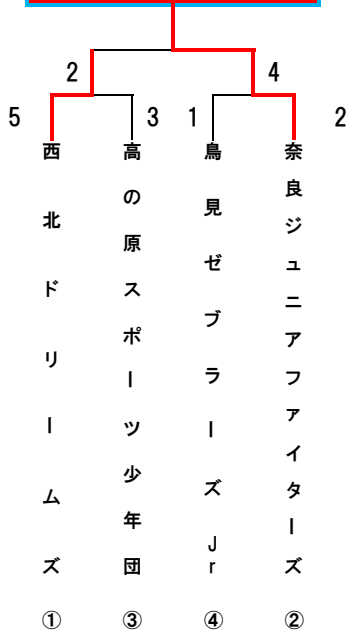 2 4
5 3 1 2
西北ドリームズ
高の原スポーツ少年団
鳥見ゼブラーズJr
奈良ジュニアファイターズ
① ③ ④ ②